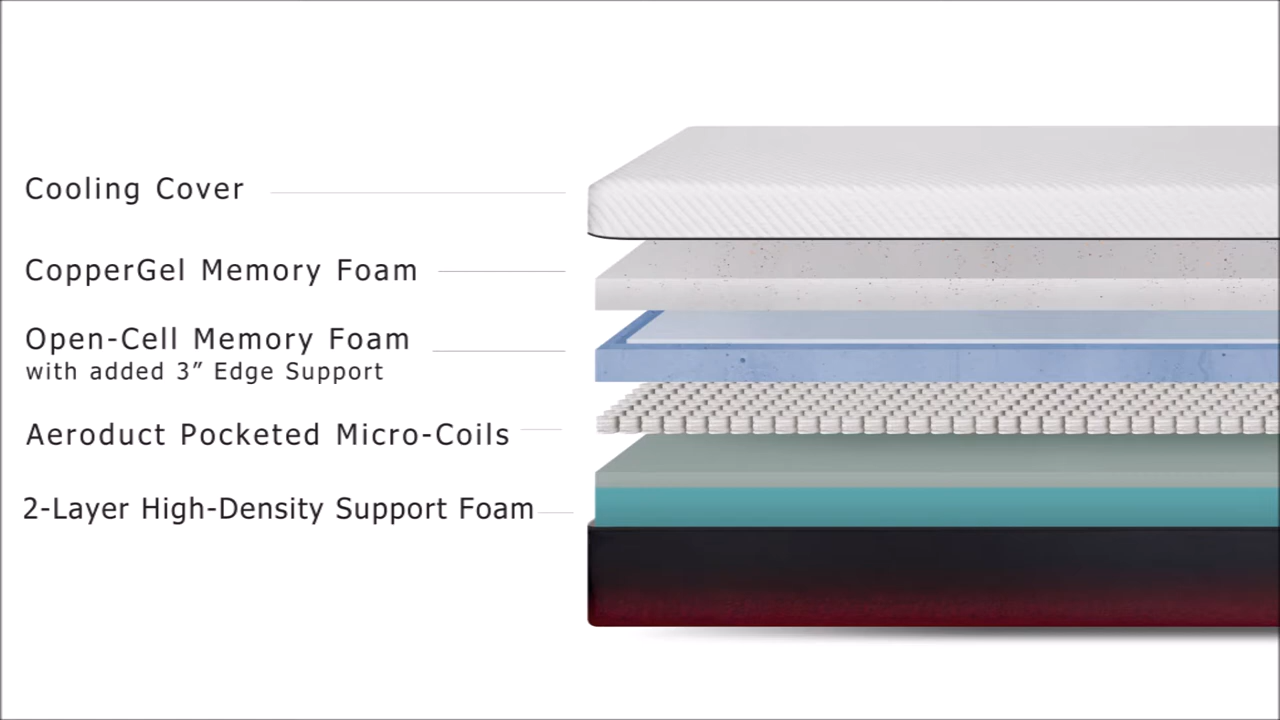 Cooling Cover
CopperGel Memory Foam
Open-Cell Memory Foam
with added 3” Edge Support
Aeroduct Pocketed Micro-Coils
2-Layer High-Density Support Foam